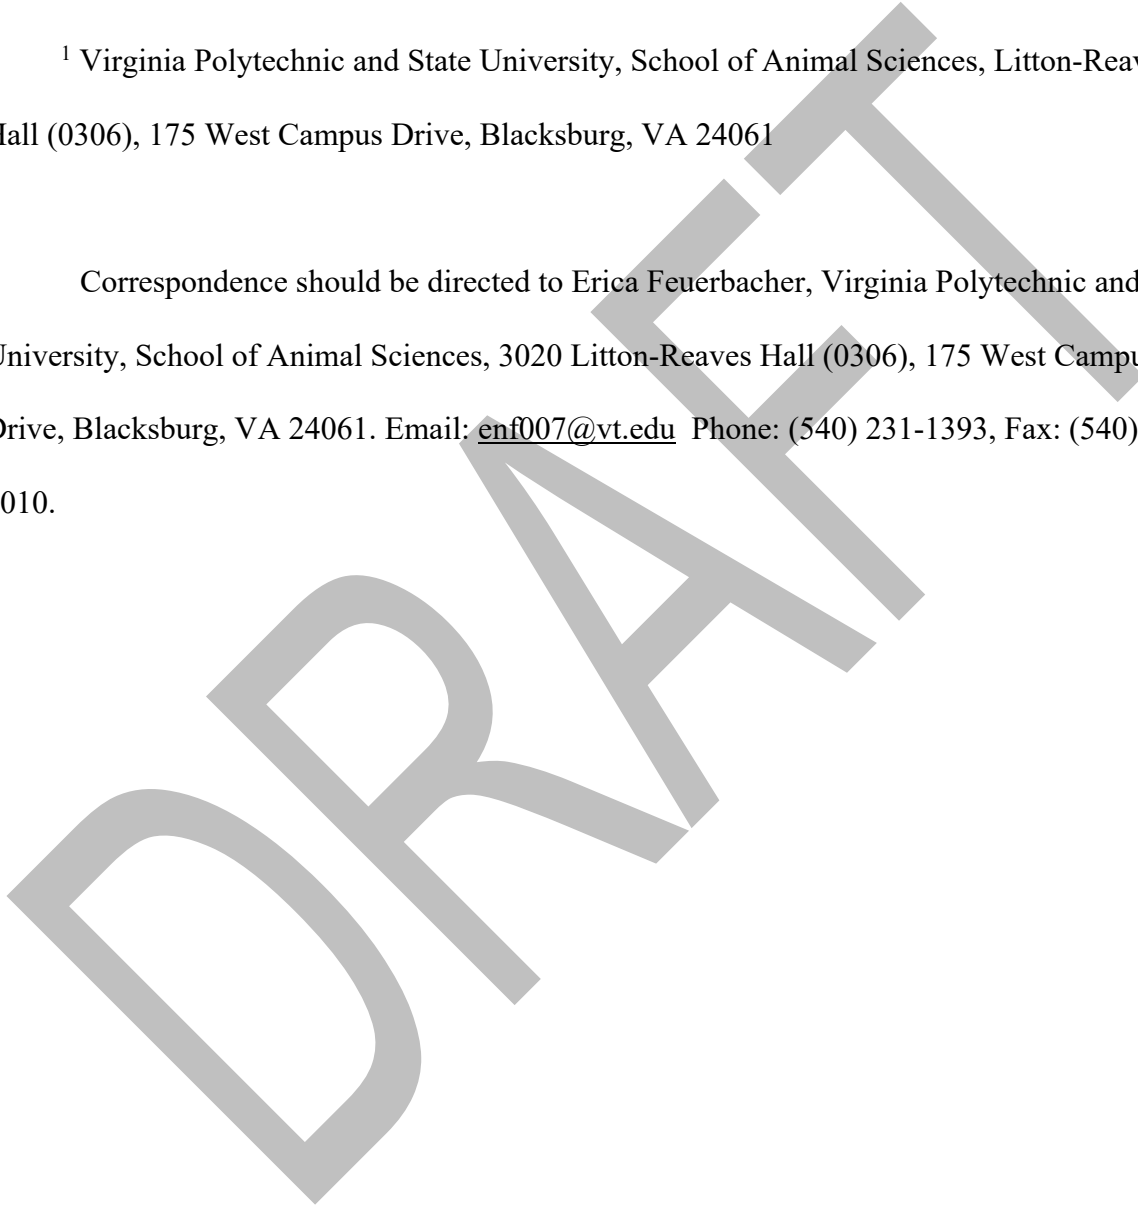 1 Virginia Polytechnic and State University, School of Animal Sciences, Litton-Reav
Hall (0306), 175 West Campus Drive, Blacksburg, VA 24061
Correspondence should be directed to Erica Feuerbacher, Virginia Polytechnic and
University, School of Animal Sciences, 3020 Litton-Reaves Hall (0306), 175 West Campu
Drive, Blacksburg, VA 24061. Email: enf007@vt.edu Phone: (540) 231-1393, Fax: (540)
010.
DRAFT